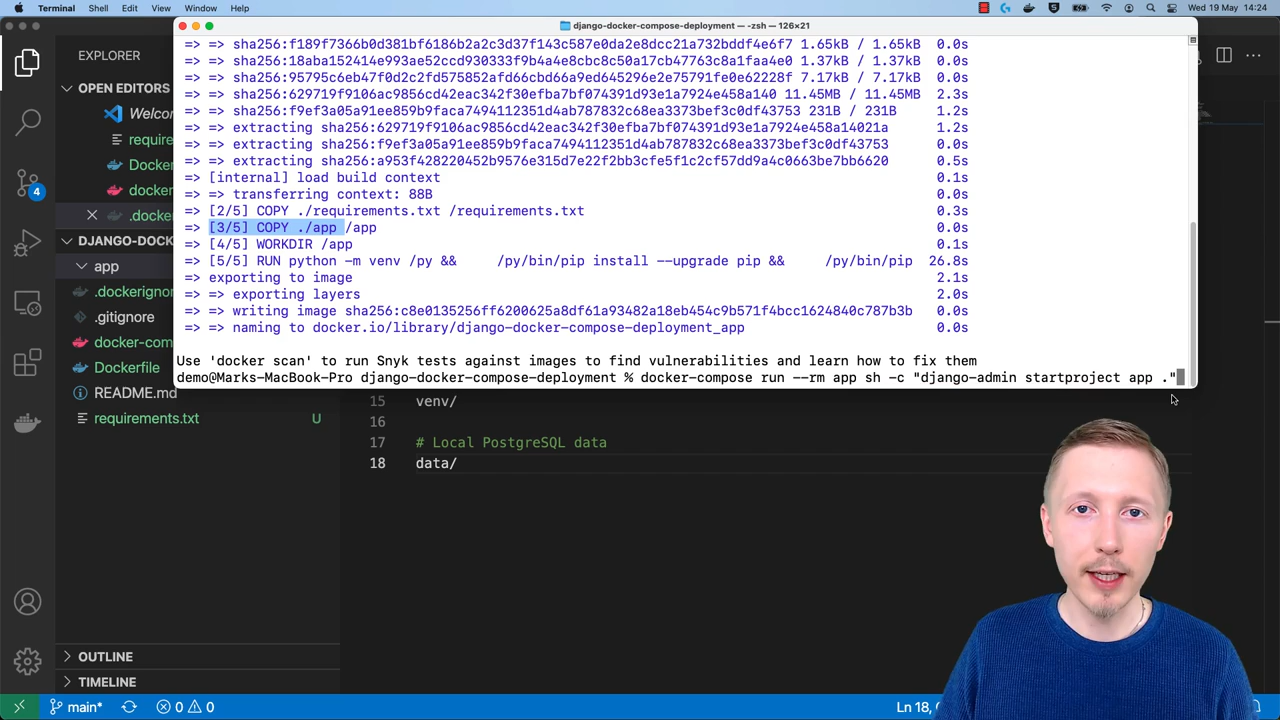 Terminal Shell Edit View Window Help Wed 19 May 14:24
django-docker-compose-deployment — -zsh — 126×21
=> => sha256:f189f7366b0d381bf6186b2a2c3d37f143c587e0da2e8dcc21a732bddf4e6f7 1.65kB / 1.65kB 0.0s
=> => sha256:18aba152414e993ae52ccd930333f9b4a4e8cbc8c50a17cb47763c8a1faa4e0 1.37kB / 1.37kB 0.0s
=> => sha256:95795c6eb47f0d2c2fd575852afd66cbd66a9ed645296e2e75791fe0e62228f 7.17kB / 7.17kB 0.0s
=> => sha256:629719f9106ac9856cd42eac342f30efba7bf074391d93e1a7924e458a140 11.45MB / 11.45MB 2.3s
=> => sha256:f9ef3a05a91ee859b9faca7494112351d4ab787832c68ea3373bef3c0df43753 231B / 231B 1.2s
=> => extracting sha256:629719f9106ac9856cd42eac342f30efba7bf074391d93e1a7924e458a14021a 1.2s
=> => extracting sha256:f9ef3a05a91ee859b9faca7494112351d4ab787832c68ea3373bef3c0df43753 0.0s
=> => extracting sha256:a953f428220452b9576e315d7e22f2bb3cfe5f1c2cf57dd9a4c0663be7bb6620 0.5s
=> [internal] load build context 0.1s
=> => transferring context: 88B 0.0s
=> [2/5] COPY ./requirements.txt /requirements.txt 0.3s
=> [3/5] COPY ./app /app 0.0s
=> [4/5] WORKDIR /app 0.1s
=> [5/5] RUN python -m venv /py && /py/bin/pip install --upgrade pip && /py/bin/pip 26.8s
=> exporting to image 2.1s
=> => exporting layers 2.0s
=> => writing image sha256:c8e0135256ff6200625a8df61a93482a18eb454c9b571f4bcc1624840c787b3b 0.0s
=> => naming to docker.io/library/django-docker-compose-deployment_app 0.0s
Use 'docker scan' to run Snyk tests against images to find vulnerabilities and learn how to fix them
demo@Marks-MacBook-Pro django-docker-compose-deployment % docker-compose run --rm app sh -c "django-admin startproject app ."
EXPLORER
OPEN EDITORS
Welcom
require
Docker
docker
.docker
DJANGO-DOCK
app
.dockerignor
.gitignore
docker-com
Dockerfile
README.md
requirements.txt U
15 venv/
16
17 # Local PostgreSQL data
18 data/
4
OUTLINE
TIMELINE
main* 0 0 Ln 18,